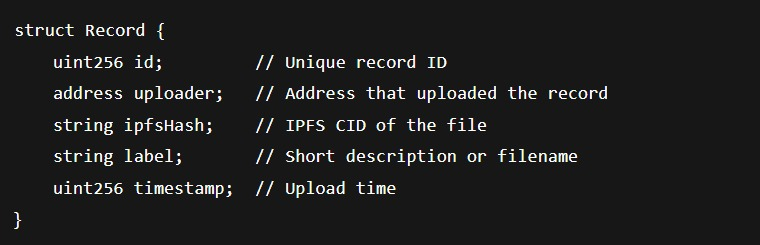 struct Record {
    uint256 id;          // Unique record ID
    address uploader;   // Address that uploaded the record
    string ipfsHash;    // IPFS CID of the file
    string label;       // Short description or filename
    uint256 timestamp;  // Upload time
}